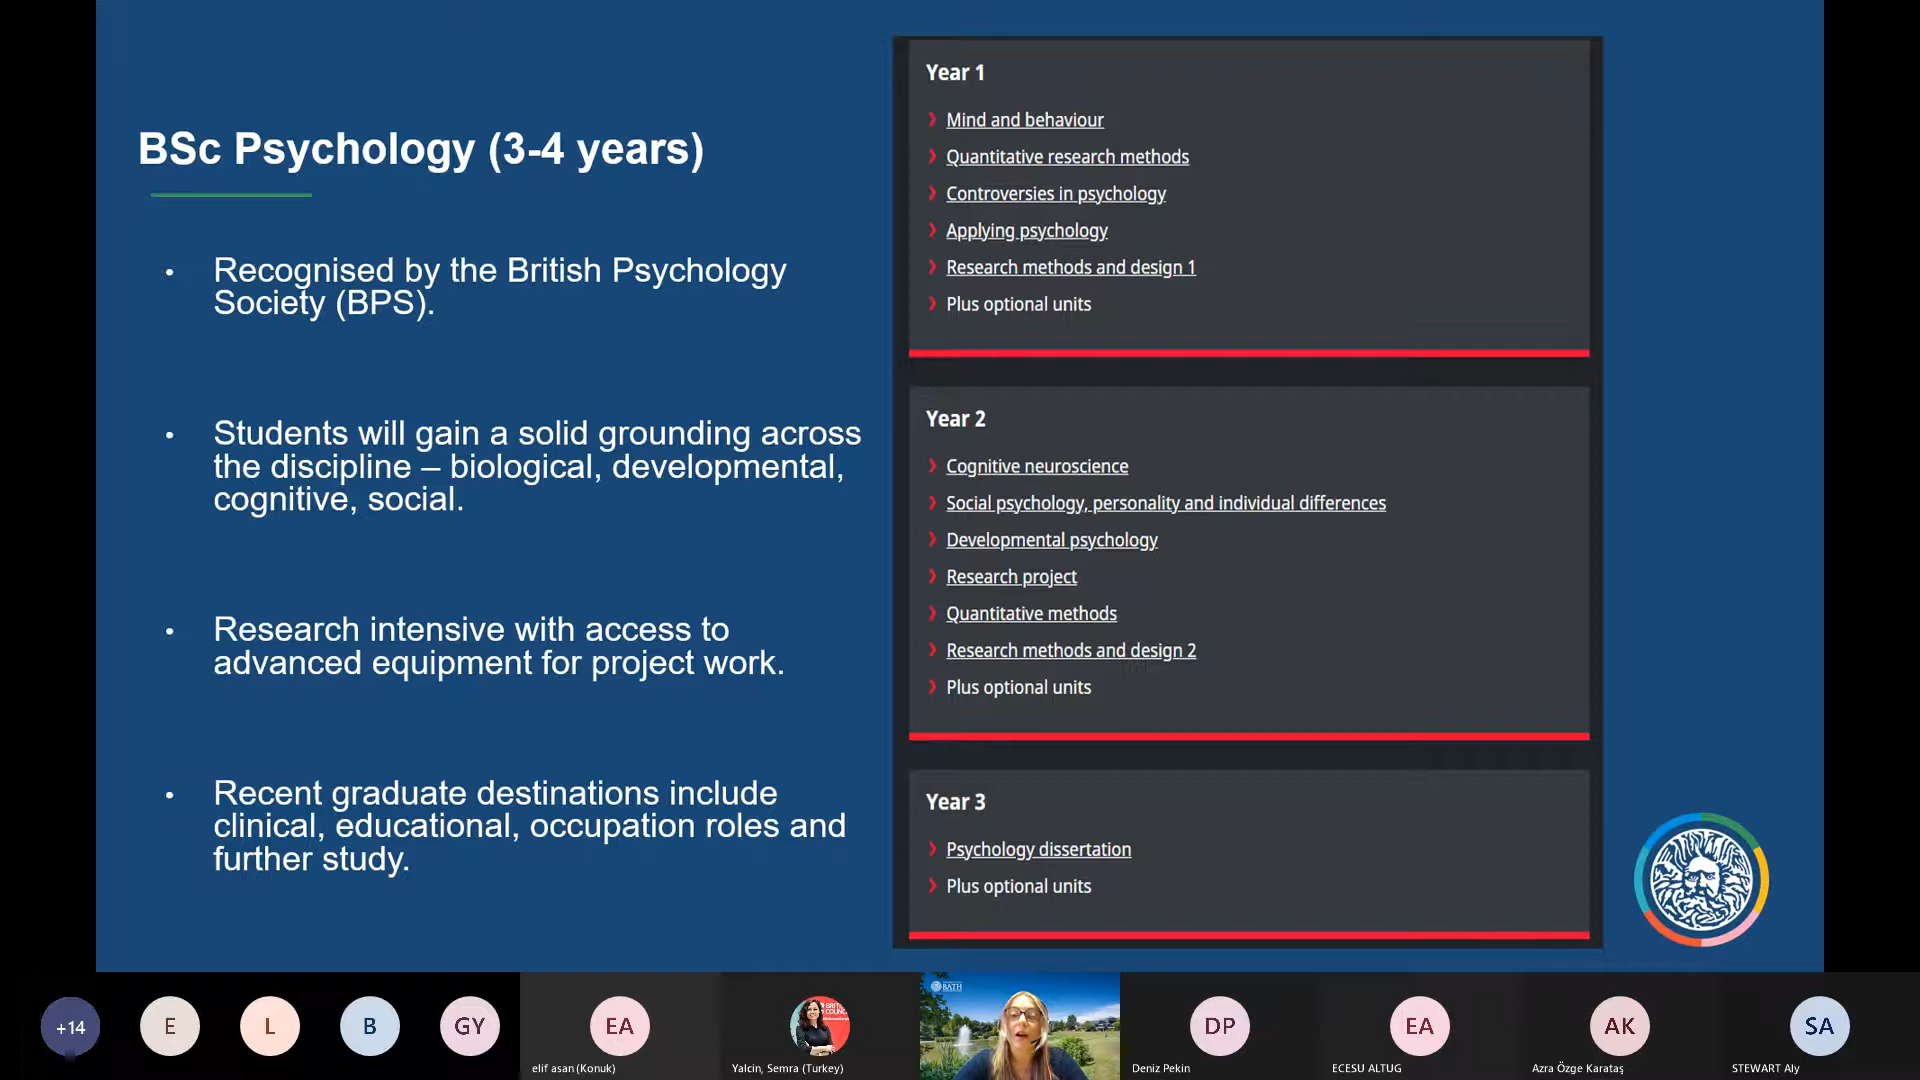 BSc Psychology (3-4 years)
• Recognised by the British Psychology
Society (BPS).
• Students will gain a solid grounding across
the discipline – biological, developmental,
cognitive, social.
• Research intensive with access to
advanced equipment for project work.
• Recent graduate destinations include
clinical, educational, occupation roles and
further study.
Year 1
Mind and behaviour
Quantitative research methods
Controversies in psychology
Applying psychology
Research methods and design 1
Plus optional units
Year 2
Cognitive neuroscience
Social psychology, personality and individual differences
Developmental psychology
Research project
Quantitative methods
Research methods and design 2
Plus optional units
Year 3
Psychology dissertation
Plus optional units
+14
E
L
B
GY
EA
elif asan (Konuk)
Yalcin, Semra (Turkey)
BATH
DP
Deniz Pekin
EA
ECESU ALTUG
AK
Azra Özge Karataş
SA
STEWART Aly